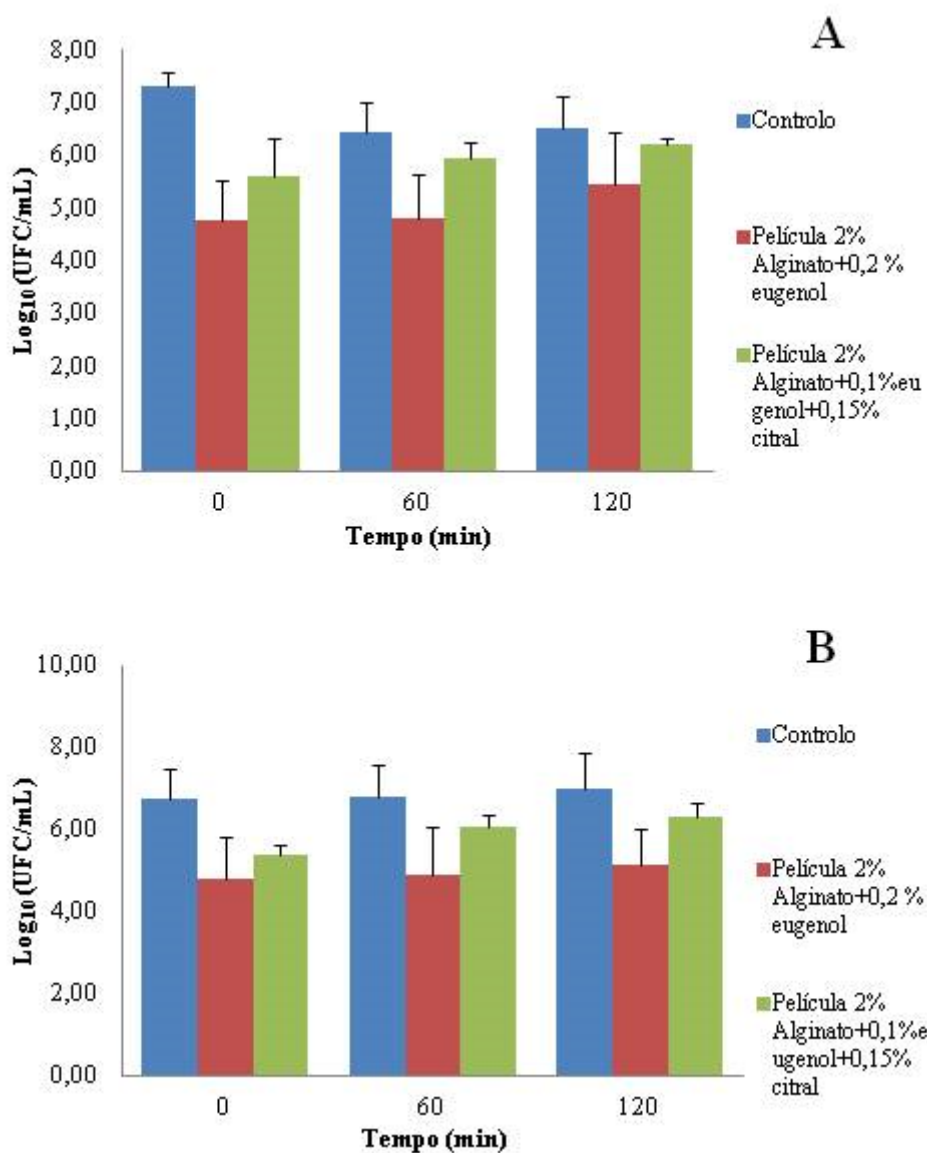 A
8,00
7,00
6,00
5,00
4,00
3,00
2,00
1,00
0,00
Log10(UFC/mL)
0
60
120
Tempo (min)
Controlo
Película 2%
Alginato+0,2 %
eugenol
Película 2%
Alginato+0,1%eu
genol+0,15%
citral
B
10,00
8,00
6,00
4,00
2,00
0,00
Log10(UFC/mL)
0
60
120
Tempo (min)
Controlo
Película 2%
Alginato+0,2 %
eugenol
Película 2%
Alginato+0,1%e
ugenol+0,15%
citral